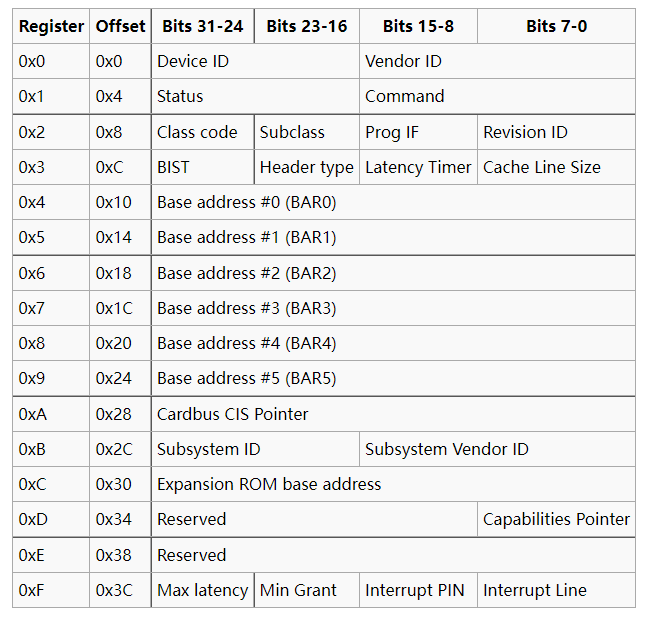 Register Offset Bits 31-24 Bits 23-16 Bits 15-8 Bits 7-0
0x0 0x0 Device ID Vendor ID
0x1 0x4 Status Command
0x2 0x8 Class code Subclass Prog IF Revision ID
0x3 0xC BIST Header type Latency Timer Cache Line Size
0x4 0x10 Base address #0 (BAR0)
0x5 0x14 Base address #1 (BAR1)
0x6 0x18 Base address #2 (BAR2)
0x7 0x1C Base address #3 (BAR3)
0x8 0x20 Base address #4 (BAR4)
0x9 0x24 Base address #5 (BAR5)
0xA 0x28 Cardbus CIS Pointer
0xB 0x2C Subsystem ID Subsystem Vendor ID
0xC 0x30 Expansion ROM base address
0xD 0x34 Reserved Capabilities Pointer
0xE 0x38 Reserved
0xF 0x3C Max latency Min Grant Interrupt PIN Interrupt Line